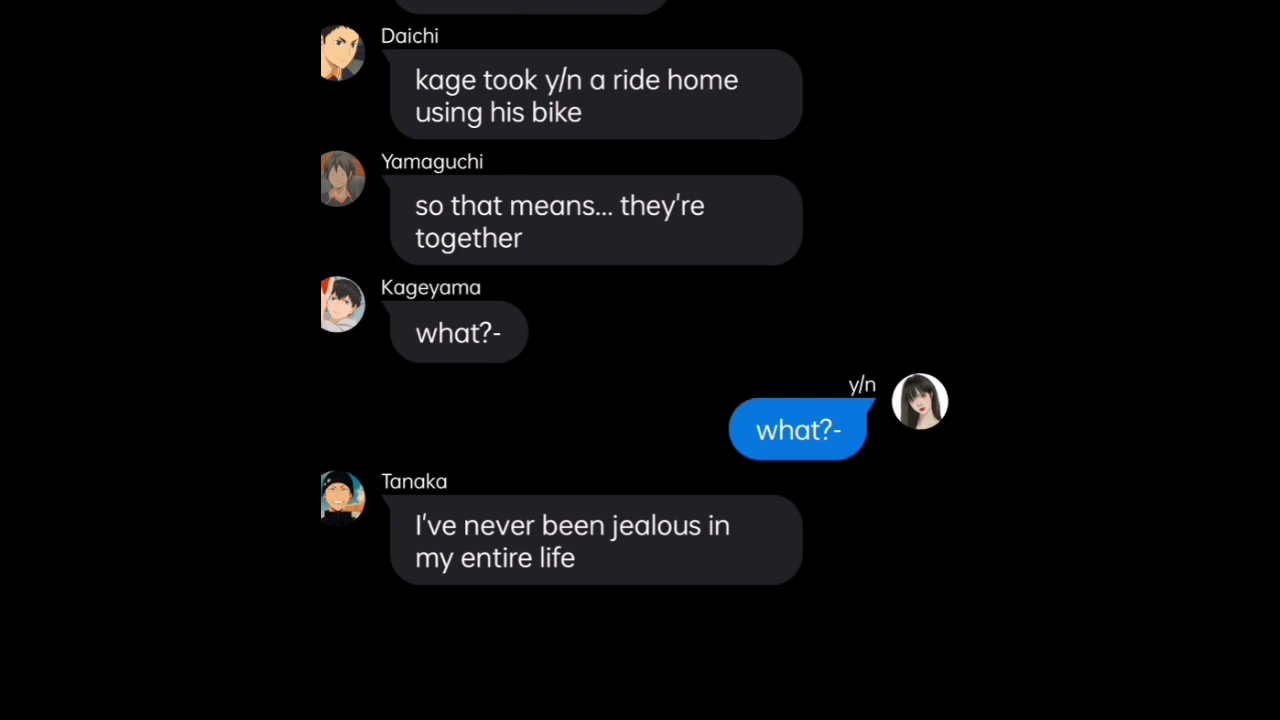 Daichi
kage took y/n a ride home
using his bike
Yamaguchi
so that means... they're
together
Kageyama
what?-
y/n
what?-
Tanaka
I've never been jealous in
my entire life